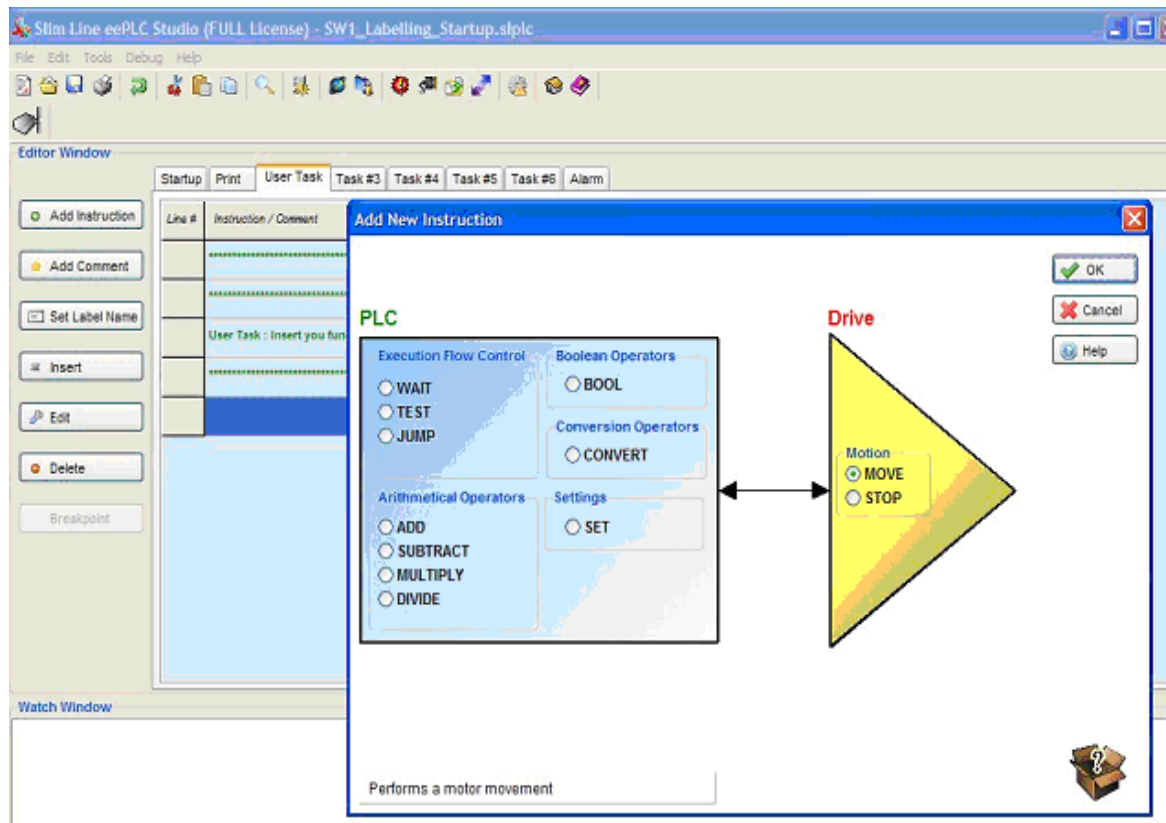 Slim Line eePLC Studio (FULL License) - SW1_Labelling_Startup.slplc
File Edit Tools Debug Help
Editor Window
Startup Print User Task Task #3 Task #4 Task #5 Task #6 Alarm
Add Instruction
Add Comment
Set Label Name
Insert
Edit
Delete
Breakpoint
Line # Instruction / Comment
User Task : Insert you fun
Add New Instruction
OK
Cancel
Help
PLC
Execution Flow Control
WAIT
TEST
JUMP
Boolean Operators
BOOL
Conversion Operators
CONVERT
Arithmetical Operators
ADD
SUBTRACT
MULTIPLY
DIVIDE
Settings
SET
Drive
Motion
MOVE
STOP
Performs a motor movement
Watch Window